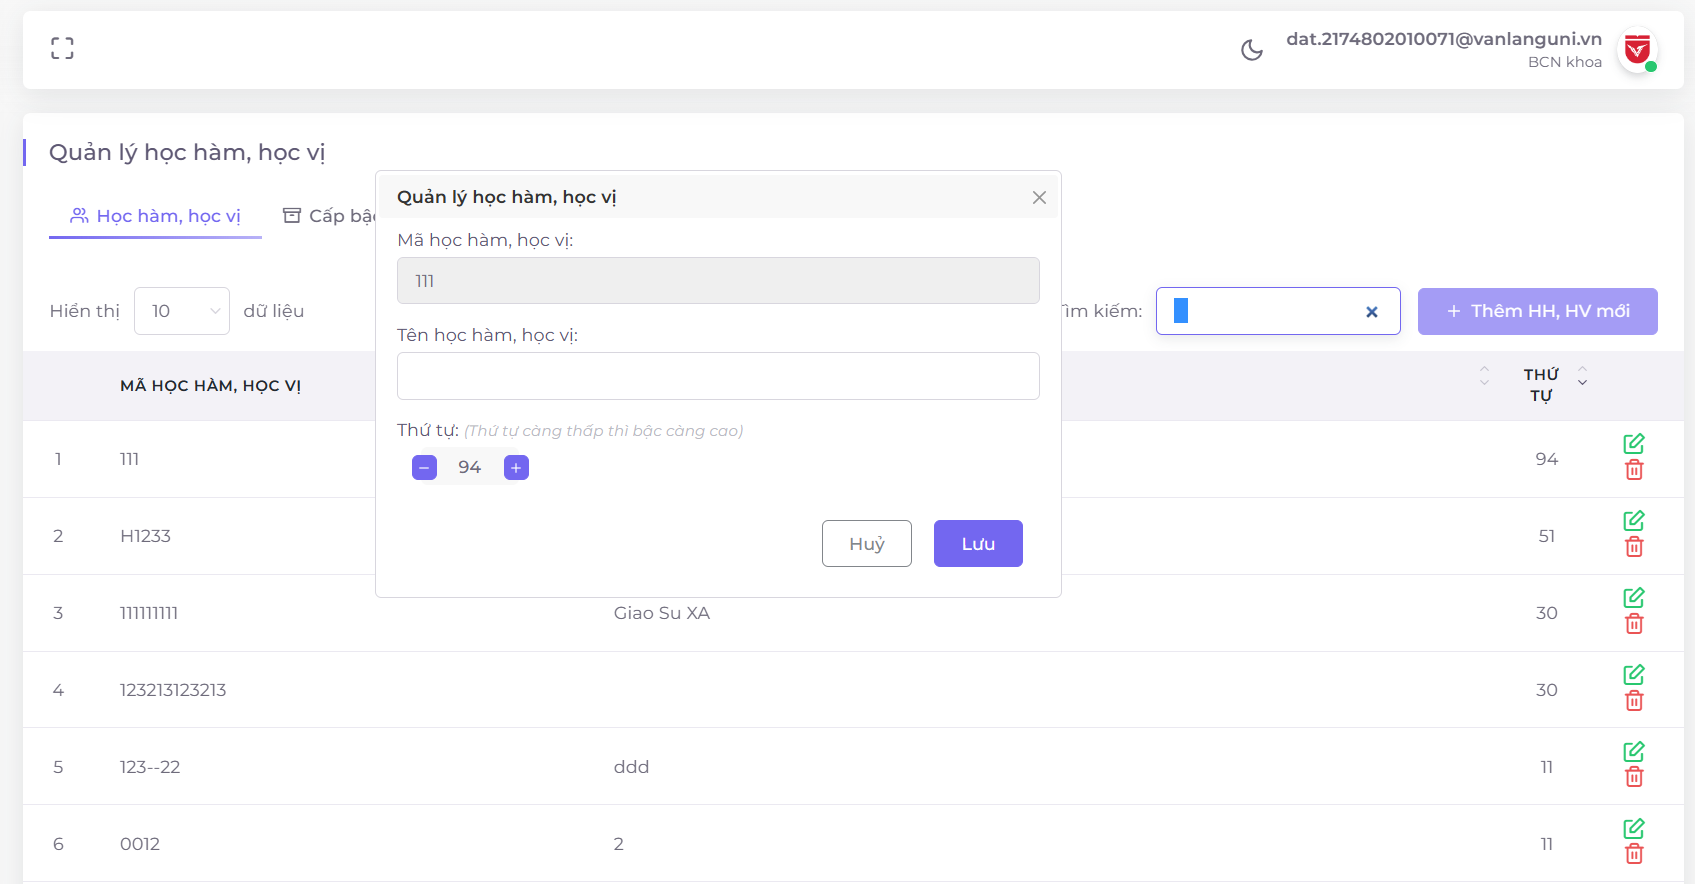 dat.2174802010071@vanlanguni.vn
BCN khoa
Quản lý học hàm, học vị
Học hàm, học vị
Cấp bậc
Quản lý học hàm, học vị
Mã học hàm, học vị:
111
Tên học hàm, học vị:
Thứ tự: (Thứ tự càng thấp thì bậc càng cao)
94
Huỷ Lưu
Hiển thị 10 dữ liệu
Tìm kiếm:
Thêm HH, HV mới
MÃ HỌC HÀM, HỌC VỊ
THỨ
TỰ
1 111 94
2 H1233 51
3 111111111 Giao Su XA 30
4 123213123213 30
5 123--22 ddd 11
6 0012 2 11